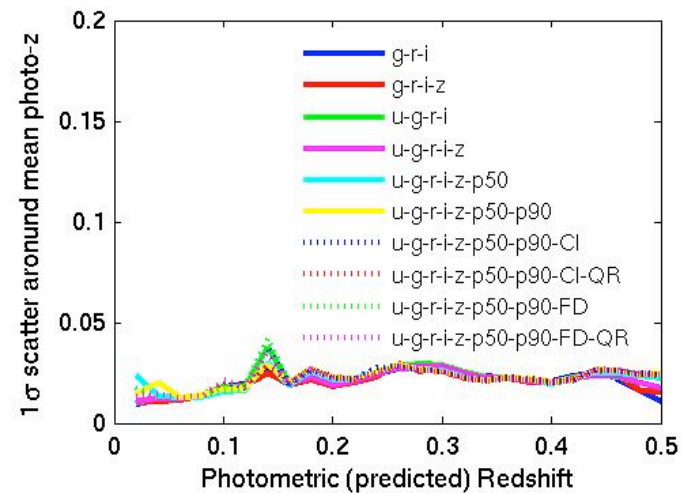 0.2
0.15
0.1
0.05
0
1σ scatter aronund mean photo-z
g-r-i
g-r-i-z
u-g-r-i
u-g-r-i-z
u-g-r-i-z-p50
u-g-r-i-z-p50-p90
u-g-r-i-z-p50-p90-CI
u-g-r-i-z-p50-p90-CI-QR
u-g-r-i-z-p50-p90-FD
u-g-r-i-z-p50-p90-FD-QR
0 0.1 0.2 0.3 0.4 0.5
Photometric (predicted) Redshift